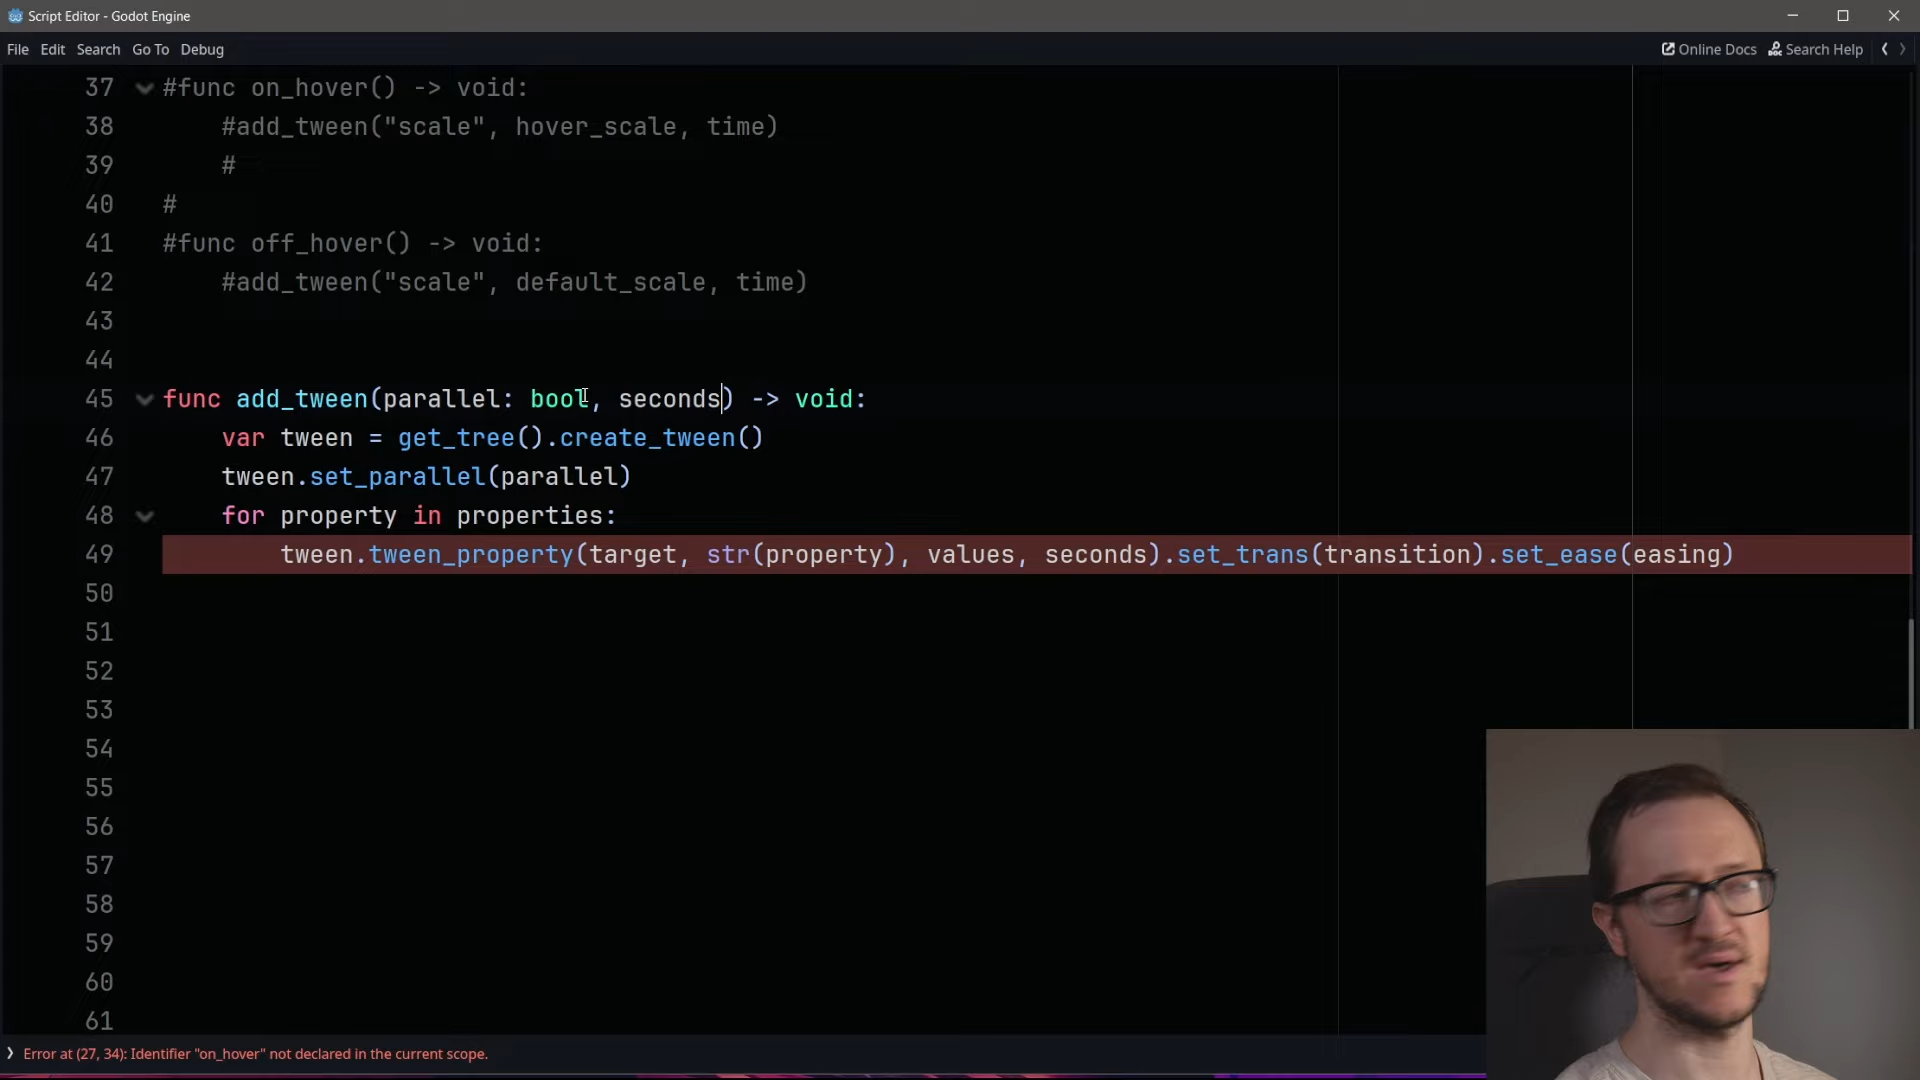 Script Editor - Godot Engine
File Edit Search Go To Debug Online Docs Search Help
37 #func on_hover() -> void:
38 #add_tween("scale", hover_scale, time)
39 #
40 #
41 #func off_hover() -> void:
42 #add_tween("scale", default_scale, time)
43
44
45 func add_tween(parallel: bool, seconds) -> void:
46 var tween = get_tree().create_tween()
47 tween.set_parallel(parallel)
48 for property in properties:
49 tween.tween_property(target, str(property), values, seconds).set_trans(transition).set_ease(easing)
50
51
52
53
54
55
56
57
58
59
60
61
Error at (27, 34): Identifier "on_hover" not declared in the current scope.